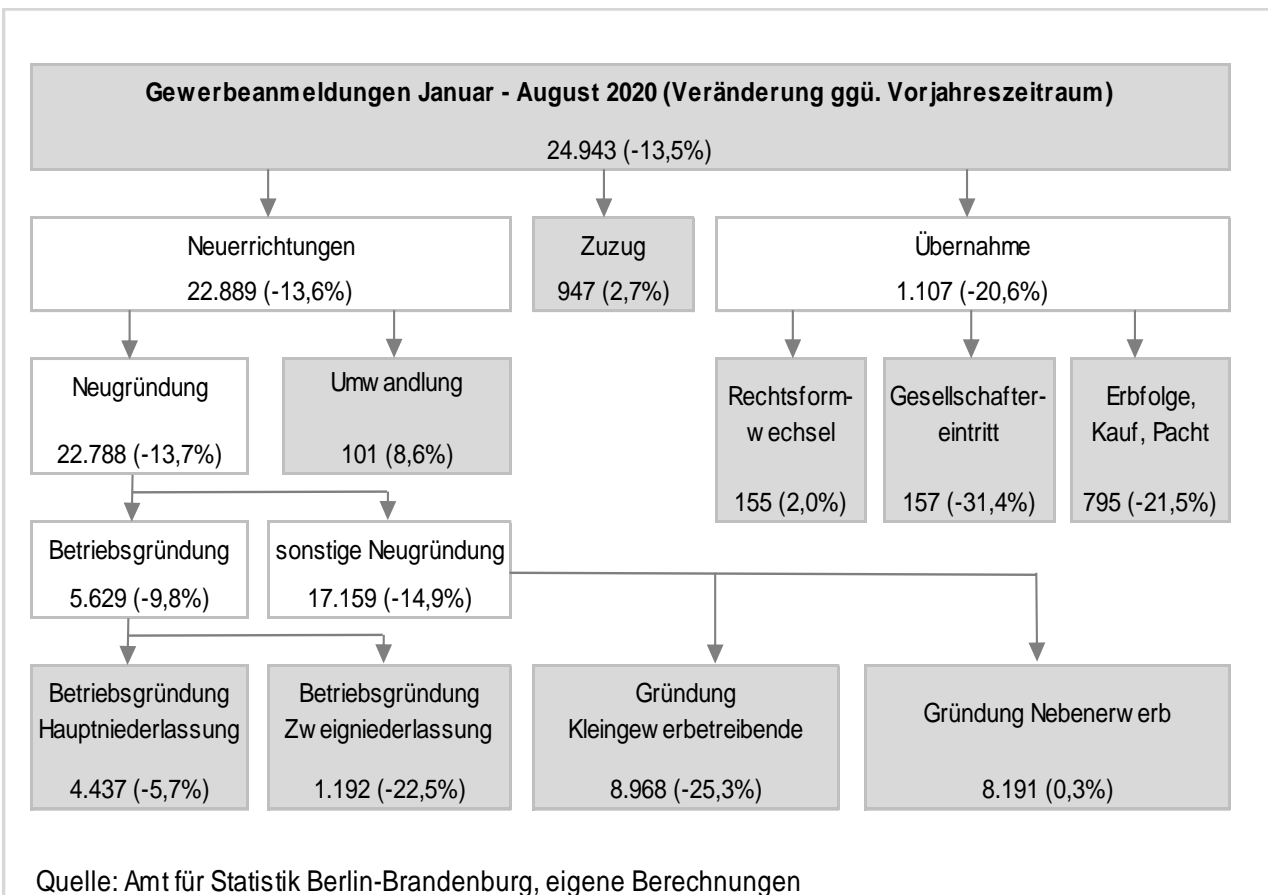 Gewerbeanmeldungen Januar - August 2020 (Veränderung ggü. Vorjahreszeitraum)
24.943 (-13,5%)
Neuerrichtungen
22.889 (-13,6%)
Zuzug
947 (2,7%)
Übernahme
1.107 (-20,6%)
Neugründung
22.788 (-13,7%)
Umwandlung
101 (8,6%)
Rechtsform-
wechsel
155 (2,0%)
Gesellschafter-
eintritt
157 (-31,4%)
Erbfolge,
Kauf, Pacht
795 (-21,5%)
Betriebsgründung
5.629 (-9,8%)
sonstige Neugründung
17.159 (-14,9%)
Betriebsgründung
Hauptniederlassung
4.437 (-5,7%)
Betriebsgründung
Zweigniederlassung
1.192 (-22,5%)
Gründung
Kleingewerbetreibende
8.968 (-25,3%)
Gründung Nebenerwerb
8.191 (0,3%)
Quelle: Amt für Statistik Berlin-Brandenburg, eigene Berechnungen